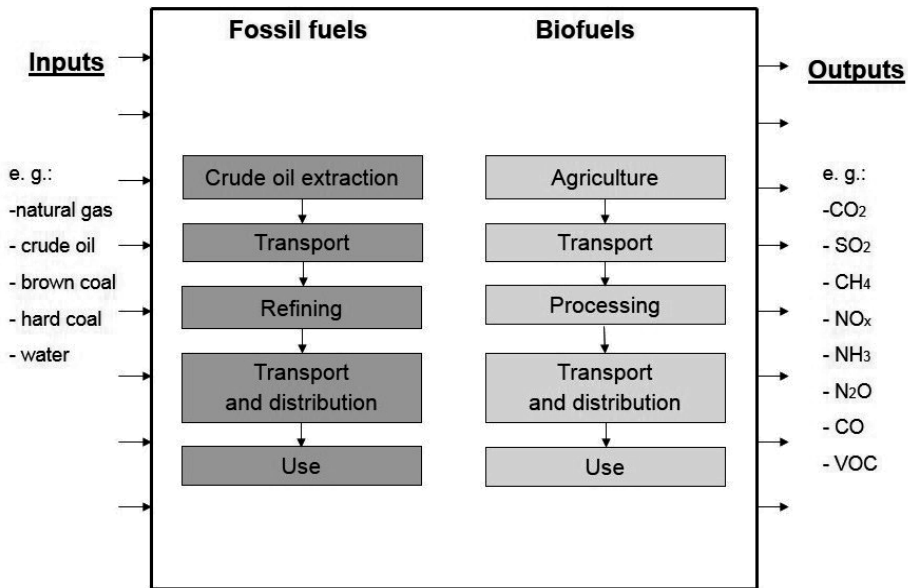 Fossil fuels
Biofuels
Inputs
Outputs
e. g.:
-natural gas
- crude oil
- brown coal
- hard coal
- water
Crude oil extraction
Transport
Refining
Transport
and distribution
Use
Agriculture
Transport
Processing
Transport
and distribution
Use
e. g.:
-CO2
- SO2
- CH4
- NOx
- NH3
- N2O
- CO
- VOC